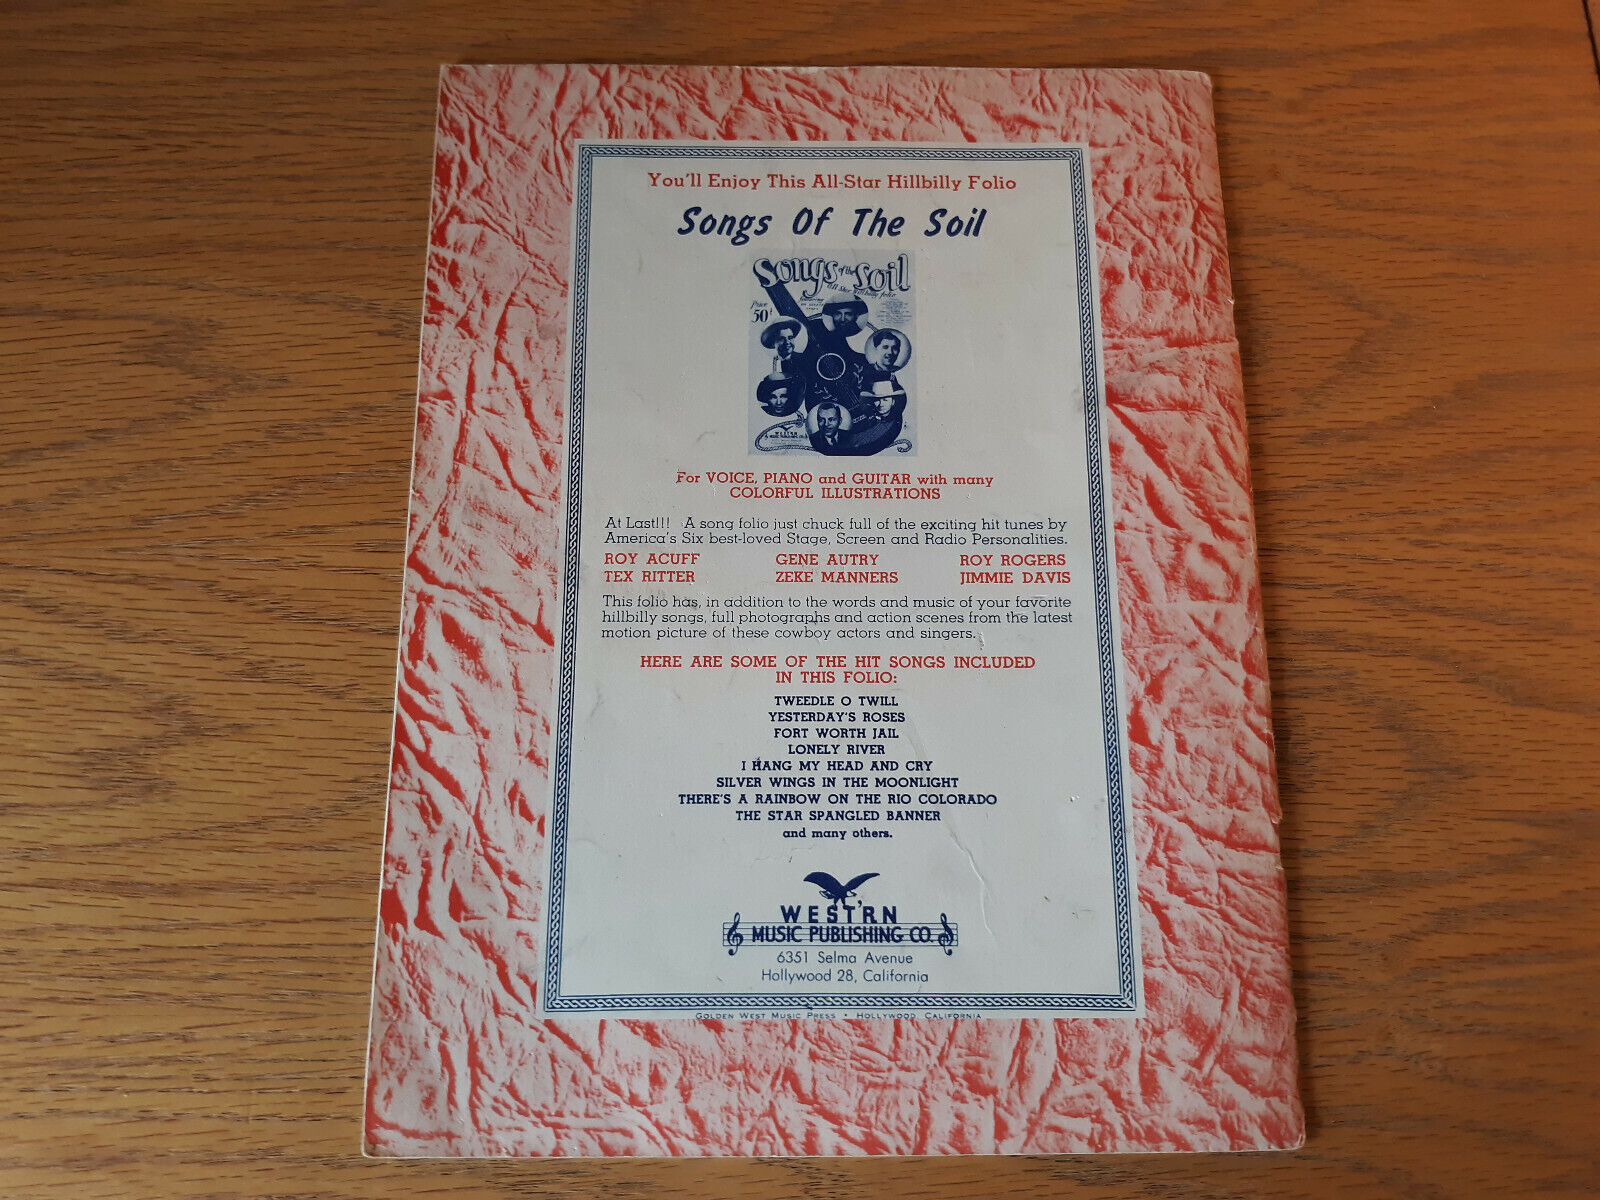 You'll Enjoy This All-Star Hillbilly Folio
Songs Of The Soil
Songs of the Soil
All Star Hillbilly folio
Price
50¢
For VOICE, PIANO and GUITAR with many
COLORFUL ILLUSTRATIONS
At Last!!! A song folio just chuck full of the exciting hit tunes by
America's Six best-loved Stage, Screen and Radio Personalities.
ROY ACUFF GENE AUTRY ROY ROGERS
TEX RITTER ZEKE MANNERS JIMMIE DAVIS
This folio has, in addition to the words and music of your favorite
hillbilly songs, full photographs and action scenes from the latest
motion picture of these cowboy actors and singers.
HERE ARE SOME OF THE HIT SONGS INCLUDED
IN THIS FOLIO:
TWEEDLE O TWILL
YESTERDAY'S ROSES
FORT WORTH JAIL
LONELY RIVER
I HANG MY HEAD AND CRY
SILVER WINGS IN THE MOONLIGHT
THERE'S A RAINBOW ON THE RIO COLORADO
THE STAR SPANGLED BANNER
and many others.
WEST'RN
MUSIC PUBLISHING CO.
6351 Selma Avenue
Hollywood 28, California
GOLDEN WEST MUSIC PRESS • HOLLYWOOD, CALIFORNIA